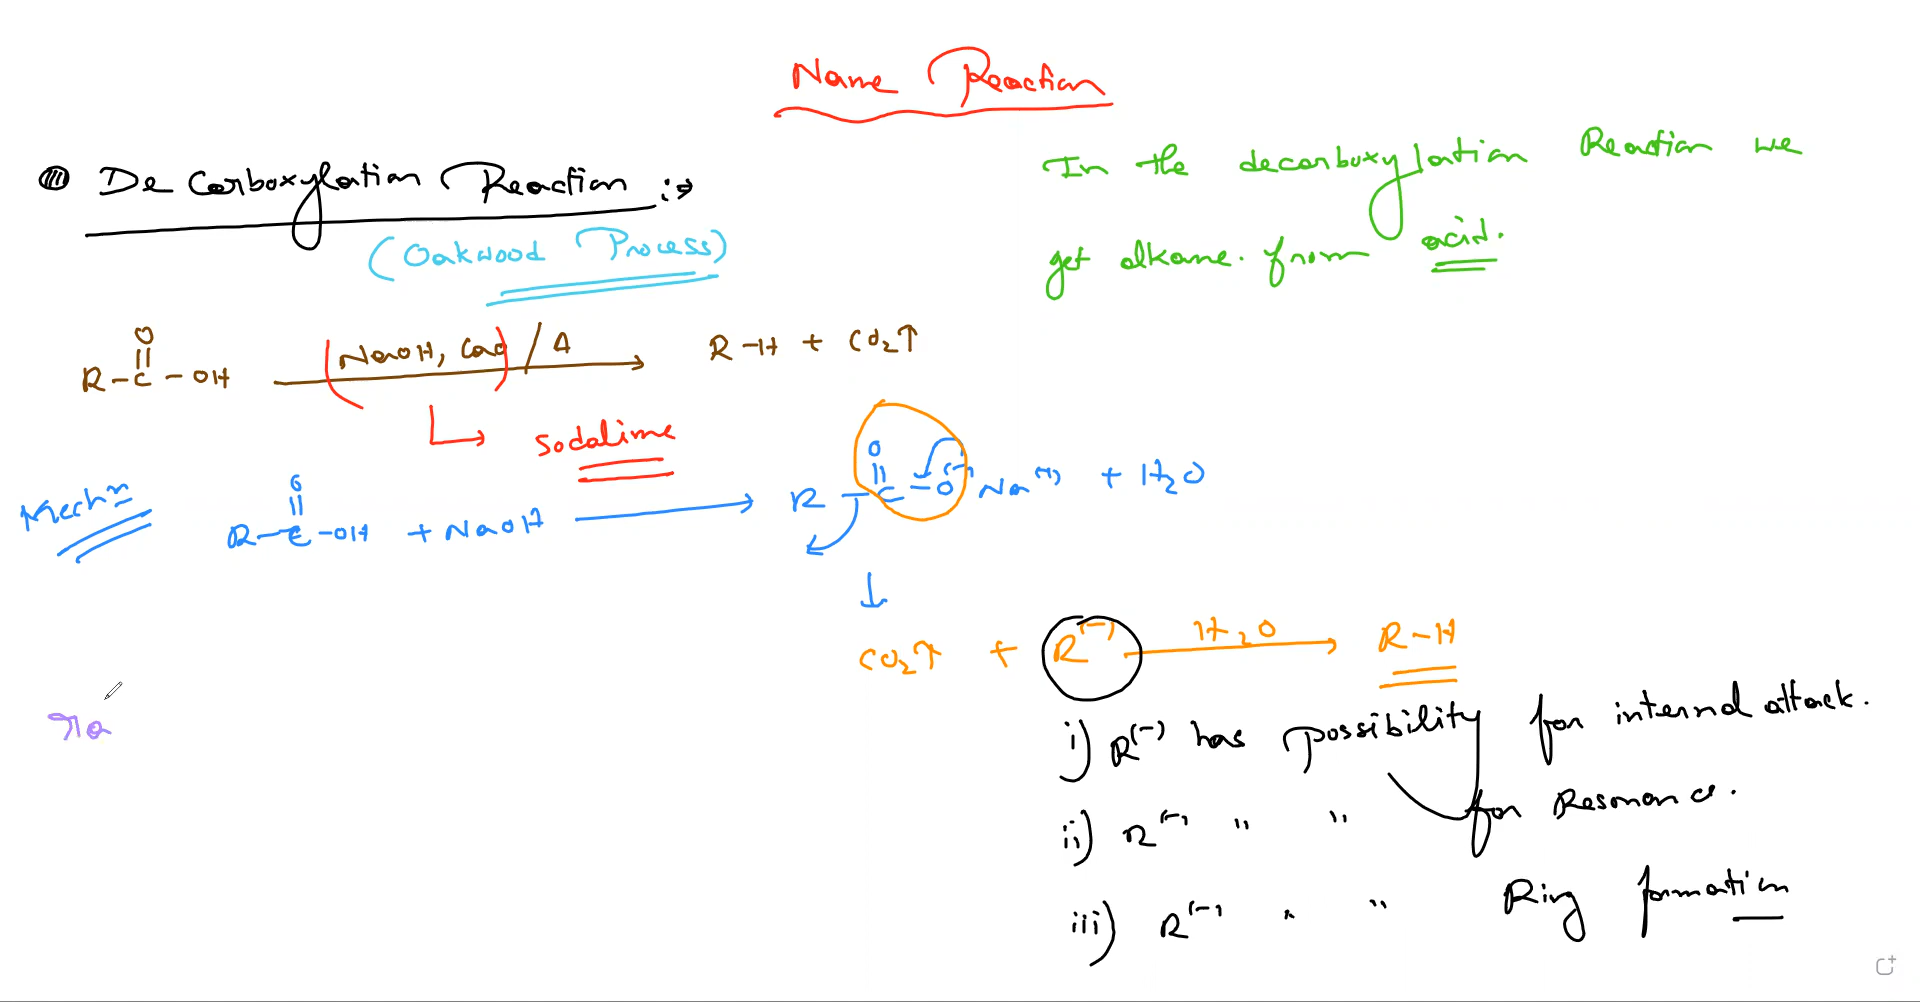 Name Reaction
De Carboxylation Reaction :→
(Oakwood Process)
In the decarboxylation Reaction we
get alkane. from acid.
O
||
R-C-OH (NaOH, CaO) / Δ → R-H + CO₂↑
↳ Sodalime
Mechⁿ
O
||
R-C-OH + NaOH → R-C-O⁽⁻⁾ Na⁽⁺⁾ + H₂O
O
||
↓
CO₂↑ + R⁽⁻⁾ H₂O → R-H
i) R⁽⁻⁾ has possibility for internal attack.
ii) R⁽⁻⁾ " " for Resonance.
iii) R⁽⁻⁾ " " Ring formation